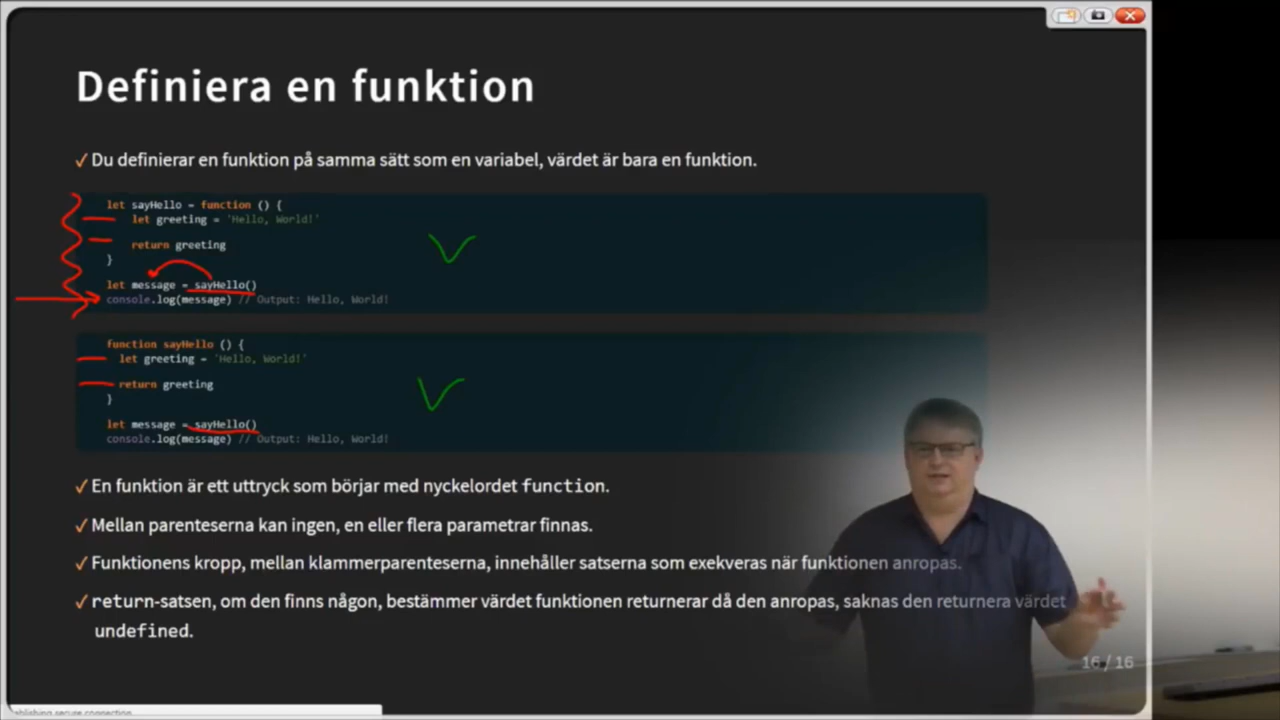 Definiera en funktion
✓ Du definierar en funktion på samma sätt som en variabel, värdet är bara en funktion.
let sayHello = function () {
let greeting = 'Hello, World!'
return greeting
}
let message = sayHello()
console.log(message) // Output: Hello, World!
function sayHello () {
let greeting = 'Hello, World!'
return greeting
}
let message = sayHello()
console.log(message) // Output: Hello, World!
✓ En funktion är ett uttryck som börjar med nyckelordet function.
✓ Mellan parenteserna kan ingen, en eller flera parametrar finnas.
✓ Funktionens kropp, mellan klammerparenteserna, innehåller satserna som exekveras när funktionen anropas.
✓ return-satsen, om den finns någon, bestämmer värdet funktionen returnerar då den anropas, saknas den returnera värdet
undefined.
16 / 16
secure connection